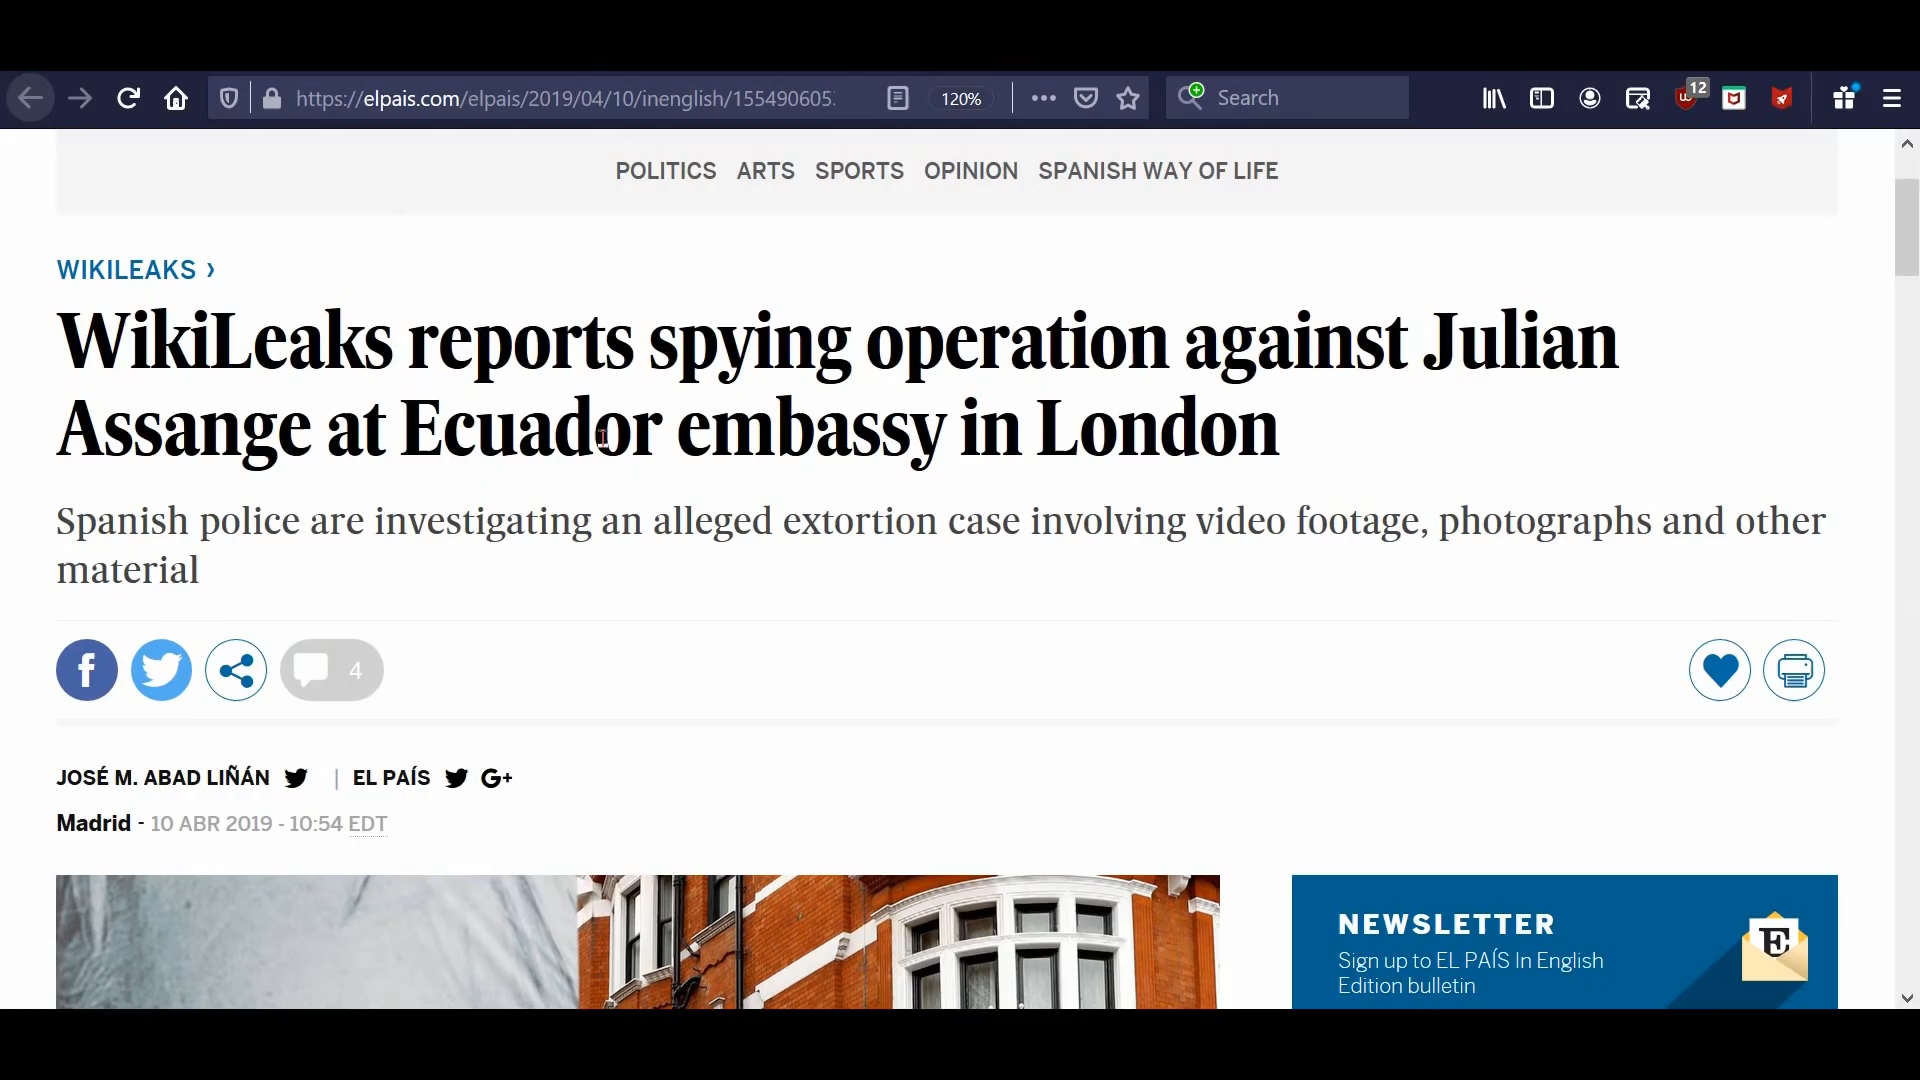 https://elpais.com/elpais/2019/04/10/inenglish/155490605
120%
Search
12
POLITICS ARTS SPORTS OPINION SPANISH WAY OF LIFE
WIKILEAKS ›
WikiLeaks reports spying operation against Julian
Assange at Ecuador embassy in London
Spanish police are investigating an alleged extortion case involving video footage, photographs and other
material
4
JOSÉ M. ABAD LIÑÁN | EL PAÍS G+
Madrid - 10 ABR 2019 - 10:54 EDT
NEWSLETTER
Sign up to EL PAÍS In English
Edition bulletin
E